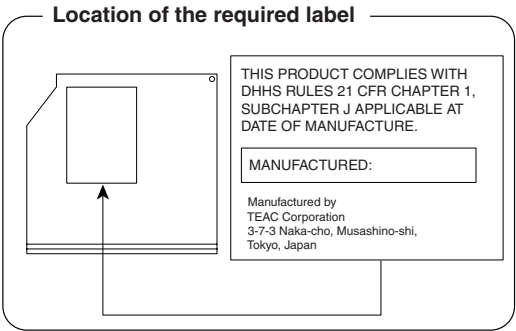 Location of the required label
THIS PRODUCT COMPLIES WITH
DHHS RULES 21 CFR CHAPTER 1,
SUBCHAPTER J APPLICABLE AT
DATE OF MANUFACTURE.
MANUFACTURED:
Manufactured by
TEAC Corporation
3-7-3 Naka-cho, Musashino-shi,
Tokyo, Japan